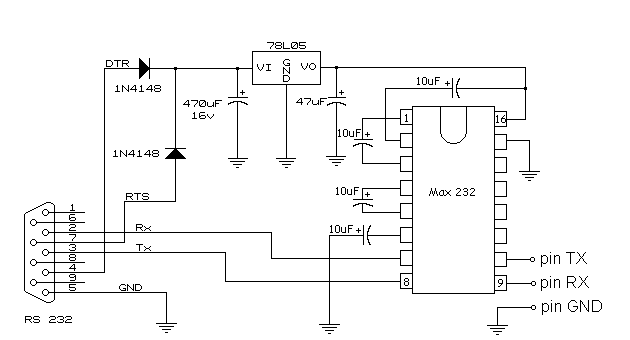 78L05
DTR
VI
GND
VO
10uF +
1N4148
470uF +
16v
47uF +
1
16
10uF +
1N4148
Max 232
RTS
10uF +
1
6
2
7
3
8
4
9
5
Rx
Tx
10uF +
pin TX
8
9
pin RX
GND
pin GND
RS 232